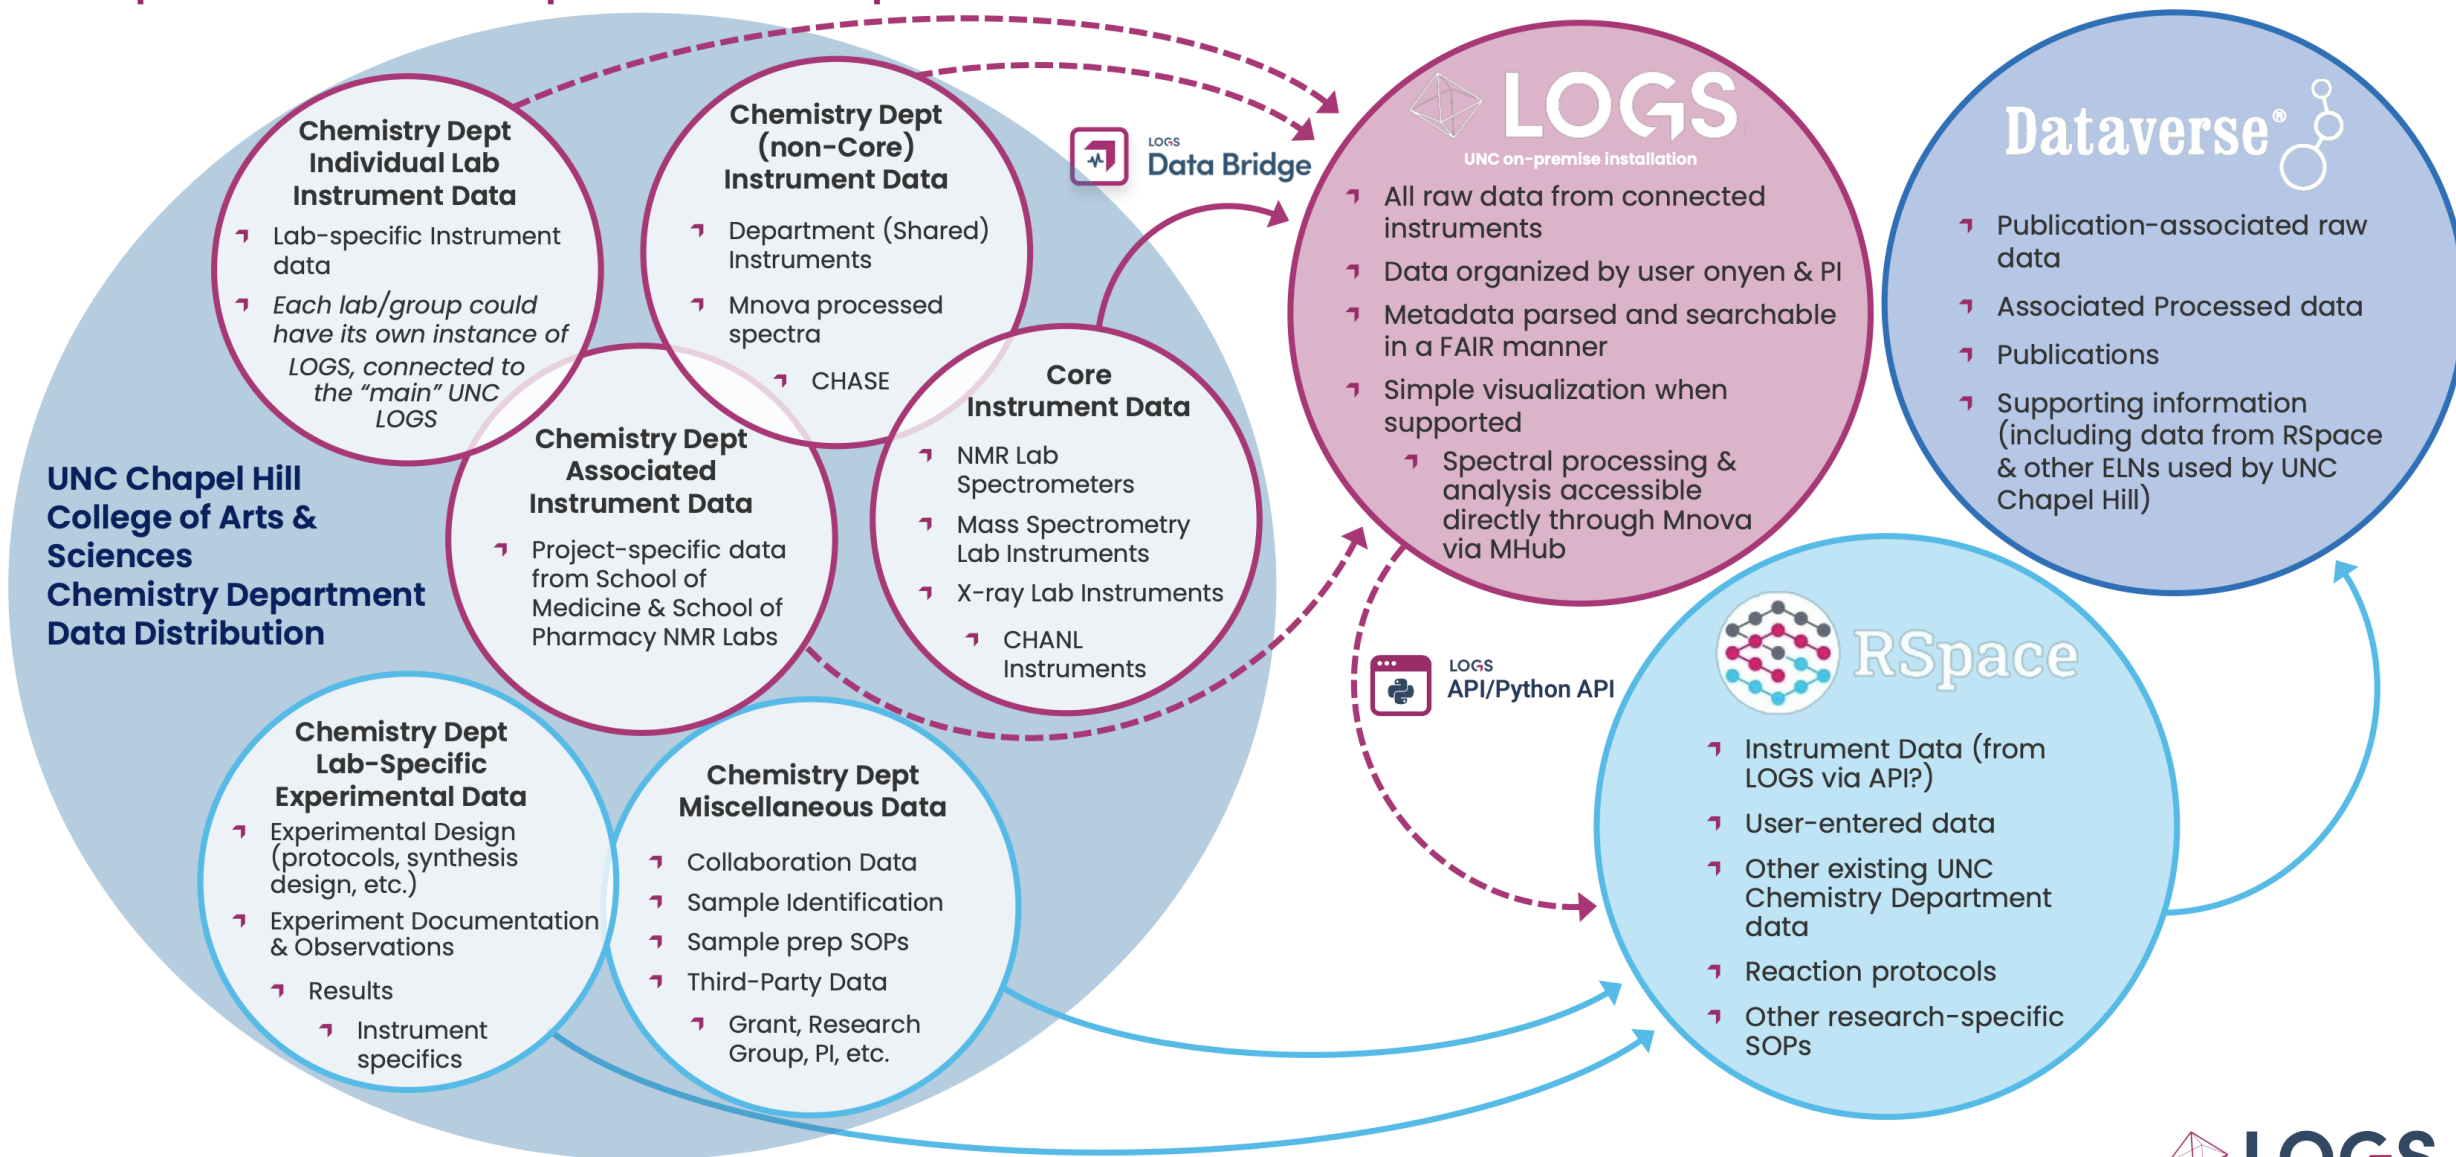 Chemistry Dept
Individual Lab
Instrument Data
Lab-specific Instrument
data
Each lab/group could
have its own instance of
LOGS, connected to
the “main” UNC
LOGS
Chemistry Dept
(non-Core)
Instrument Data
Department (Shared)
Instruments
Mnova processed
spectra
CHASE
Chemistry Dept
Associated
Instrument Data
Project-specific data
from School of
Medicine & School of
Pharmacy NMR Labs
Core
Instrument Data
NMR Lab
Spectrometers
Mass Spectrometry
Lab Instruments
X-ray Lab Instruments
CHANL
Instruments
UNC Chapel Hill
College of Arts &
Sciences
Chemistry Department
Data Distribution
Chemistry Dept
Lab-Specific
Experimental Data
Experimental Design
(protocols, synthesis
design, etc.)
Experiment Documentation
& Observations
Results
Instrument
specifics
Chemistry Dept
Miscellaneous Data
Collaboration Data
Sample Identification
Sample prep SOPs
Third-Party Data
Grant, Research
Group, PI, etc.
LOGS
Data Bridge
LOGS
UNC on-premise installation
All raw data from connected
instruments
Data organized by user onyen & PI
Metadata parsed and searchable
in a FAIR manner
Simple visualization when
supported
Spectral processing &
analysis accessible
directly through Mnova
via MHub
LOGS
API/Python API
Dataverse®
Publication-associated raw
data
Associated Processed data
Publications
Supporting information
(including data from RSpace
& other ELNs used by UNC
Chapel Hill)
RSpace
Instrument Data (from
LOGS via API?)
User-entered data
Other existing UNC
Chemistry Department
data
Reaction protocols
Other research-specific
SOPs
LOGS